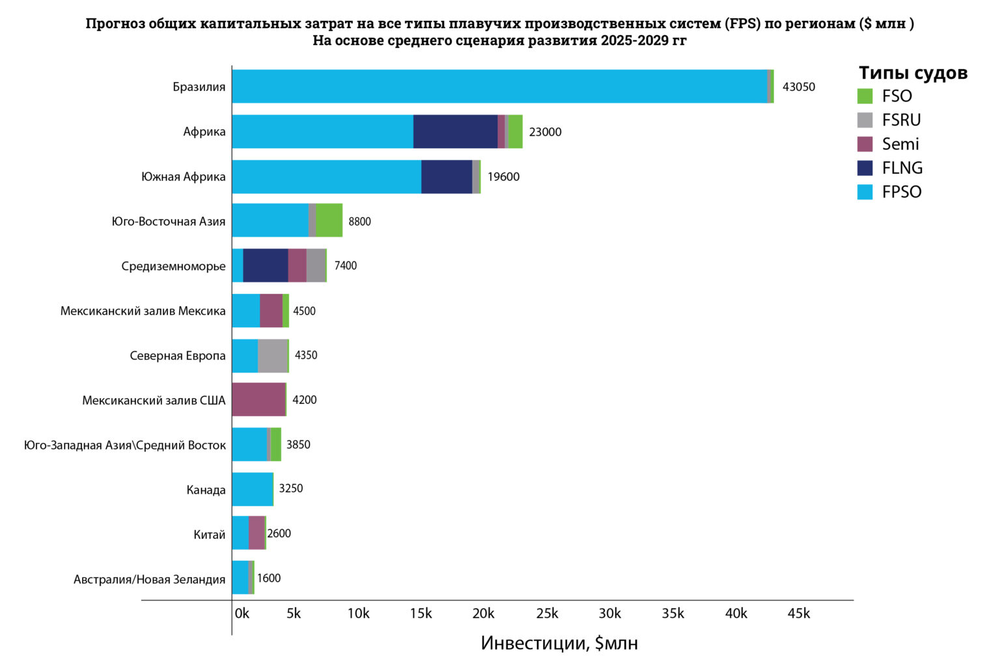 Прогноз общих капитальных затрат на все типы плавучих производственных систем (FPS) по регионам ($ млн )
На основе среднего сценария развития 2025-2029 гг
Типы судов
FSO
FSRU
Semi
FLNG
FPSO
Бразилия 43050
Африка 23000
Южная Африка 19600
Юго-Восточная Азия 8800
Средиземноморье 7400
Мексиканский залив Мексика 4500
Северная Европа 4350
Мексиканский залив США 4200
Юго-Западная Азия\Средний Восток 3850
Канада 3250
Китай 2600
Австралия/Новая Зеландия 1600
0k 5k 10k 15k 20k 25k 30k 35k 40k 45k
Инвестиции, $млн